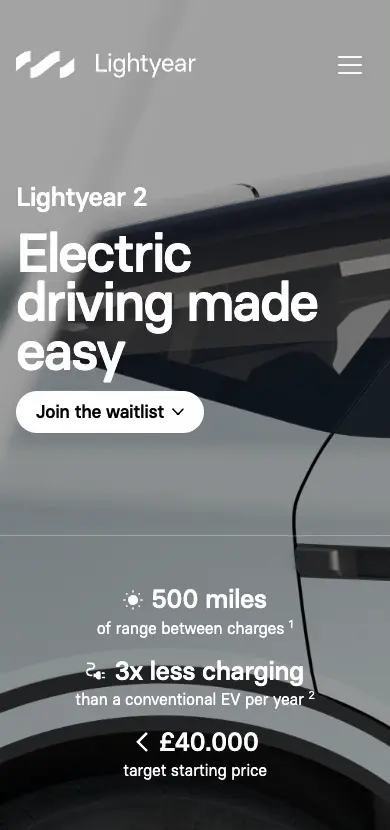 Lightyear
Lightyear 2
Electric
driving made
easy
Join the waitlist
500 miles
of range between charges ¹
3x less charging
than a conventional EV per year ²
< £40.000
target starting price